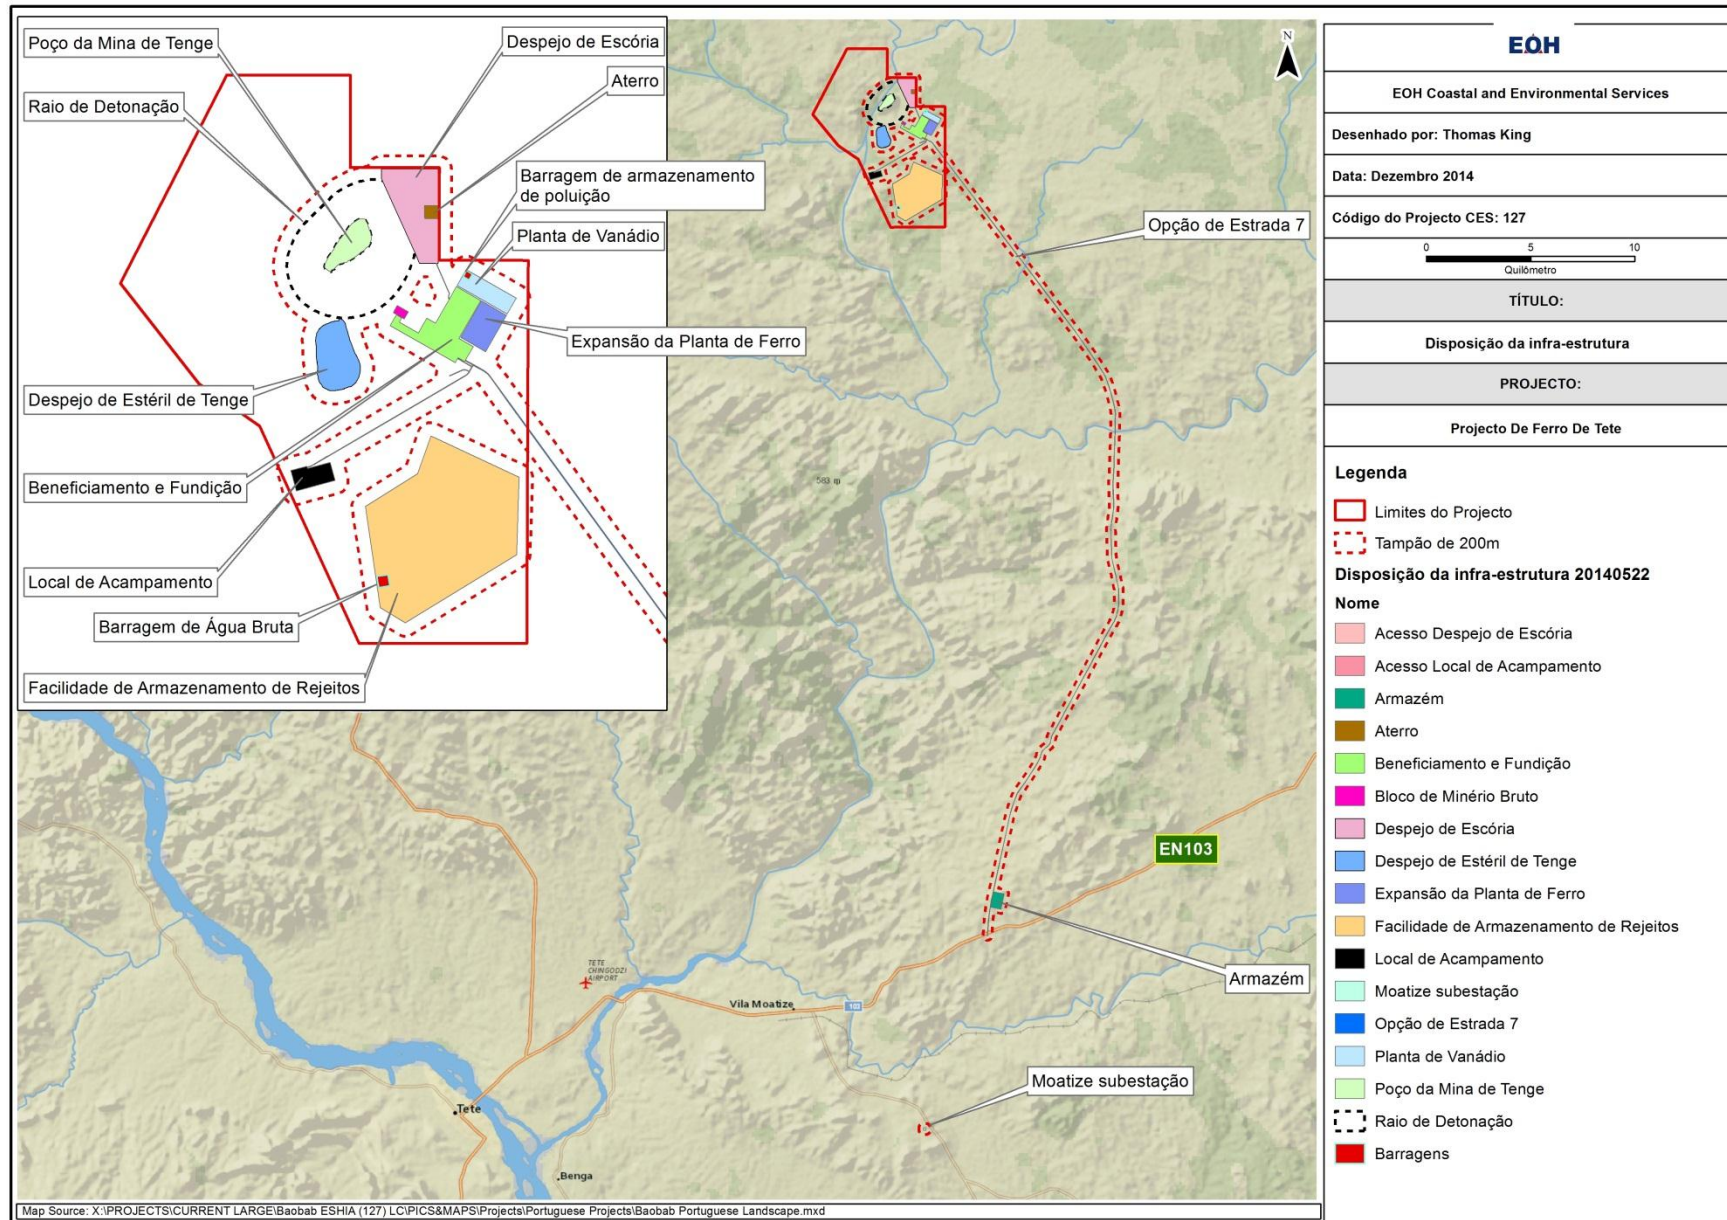 Poço da Mina de Tenge
Despejo de Escória
Aterro
Raio de Detonação
Barragem de armazenamento
de poluição
Planta de Vanádio
Expansão da Planta de Ferro
Despejo de Estéril de Tenge
Beneficiamento e Fundição
Local de Acampamento
Barragem de Água Bruta
Facilidade de Armazenamento de Rejeitos
N
Opção de Estrada 7
EN103
TETE
CHINGODZI
AIRPORT
Vila Moatize
103
Armazém
Moatize subestação
Tete
Benga
EOH
EOH Coastal and Environmental Services
Desenhado por: Thomas King
Data: Dezembro 2014
Código do Projecto CES: 127
0 5 10
Quilômetro
TÍTULO:
Disposição da infra-estrutura
PROJECTO:
Projecto De Ferro De Tete
Legenda
Limites do Projecto
Tampão de 200m
Disposição da infra-estrutura 20140522
Nome
Acesso Despejo de Escória
Acesso Local de Acampamento
Armazém
Aterro
Beneficiamento e Fundição
Bloco de Minério Bruto
Despejo de Escória
Despejo de Estéril de Tenge
Expansão da Planta de Ferro
Facilidade de Armazenamento de Rejeitos
Local de Acampamento
Moatize subestação
Opção de Estrada 7
Planta de Vanádio
Poço da Mina de Tenge
Raio de Detonação
Barragens
Map Source: X:\PROJECTS\CURRENT LARGE\Baobab ESHIA (127) LC\PICS&MAPS\Projects\Portuguese Projects\Baobab Portuguese Landscape.mxd